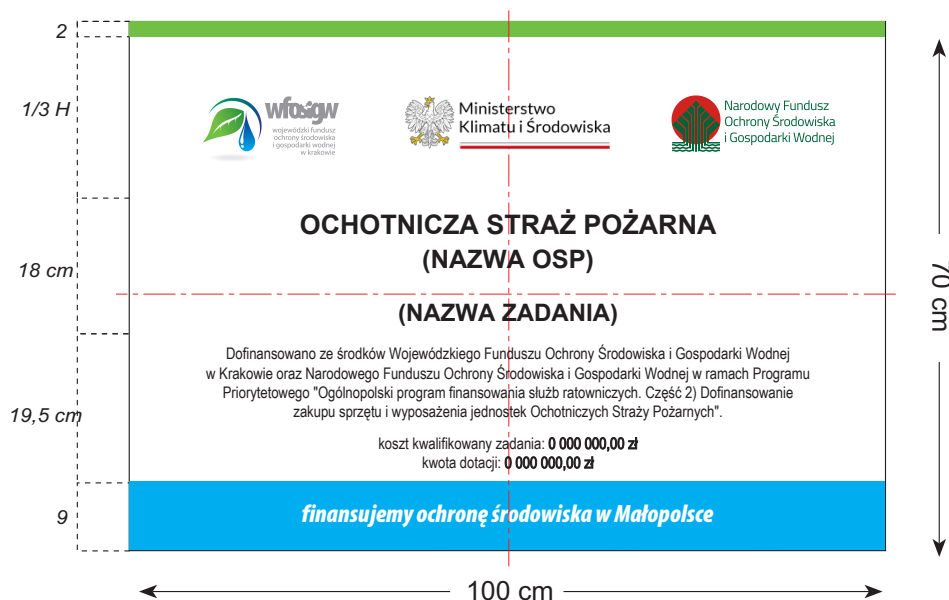 2
1/3 H
18 cm
19,5 cm
9
wfośigw
wojewódzki fundusz
ochrony środowiska
i gospodarki wodnej
w krakowie
Ministerstwo
Klimatu i Środowiska
Narodowy Fundusz
Ochrony Środowiska
i Gospodarki Wodnej
OCHOTNICZA STRAŻ POŻARNA
(NAZWA OSP)
(NAZWA ZADANIA)
Dofinansowano ze środków Wojewódzkiego Funduszu Ochrony Środowiska i Gospodarki Wodnej
w Krakowie oraz Narodowego Funduszu Ochrony Środowiska i Gospodarki Wodnej w ramach Programu
Priorytetowego "Ogólnopolski program finansowania służb ratowniczych. Część 2) Dofinansowanie
zakupu sprzętu i wyposażenia jednostek Ochotniczych Straży Pożarnych".
koszt kwalifikowany zadania: 0 000 000,00 zł
kwota dotacji: 0 000 000,00 zł
finansujemy ochronę środowiska w Małopolsce
70 cm
100 cm